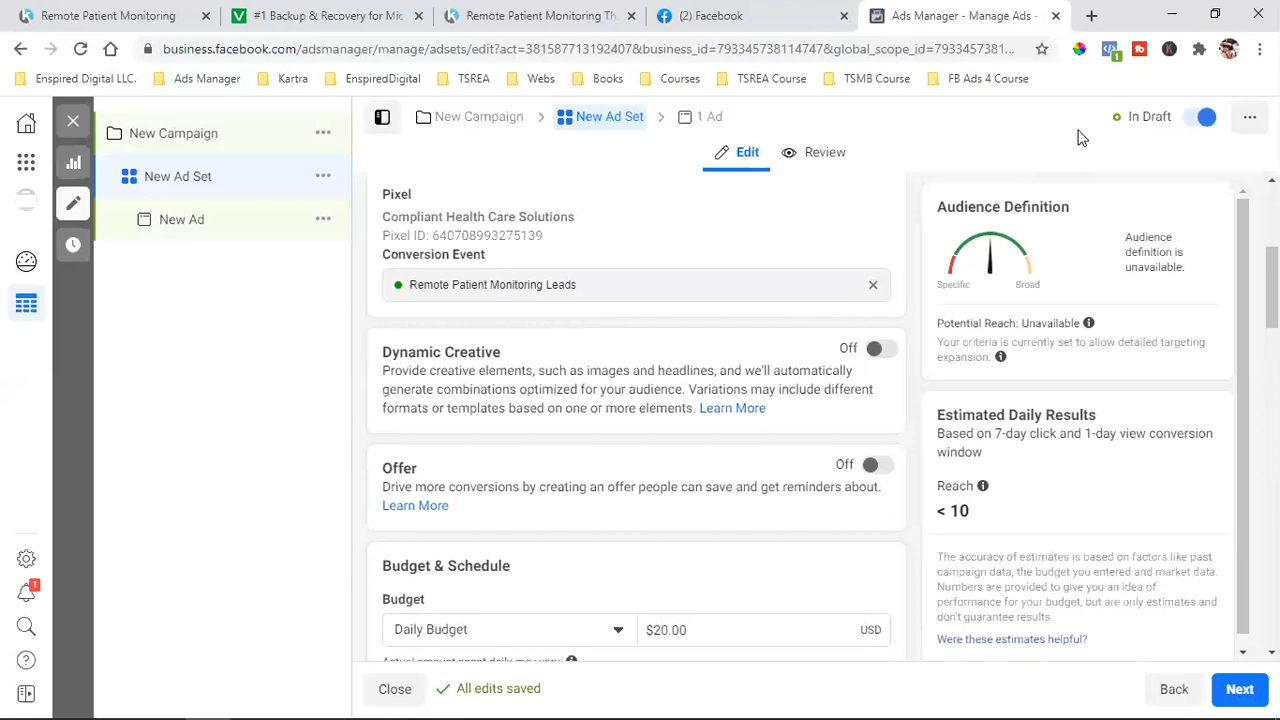 Remote Patient Monitoring
#1 Backup & Recovery for Mic
Remote Patient Monitoring Th
(2) Facebook
Ads Manager - Manage Ads -
business.facebook.com/adsmanager/manage/adsets/edit?act=381587713192407&business_id=793345738114747&global_scope_id=7933457381...
1
Enspired Digital LLC.
Ads Manager
Kartra
EnspiredDigital
TSREA
Webs
Books
Courses
TSREA Course
TSMB Course
FB Ads 4 Course
New Campaign
New Ad Set
1 Ad
In Draft
New Campaign
Edit
Review
New Ad Set
New Ad
Pixel
Compliant Health Care Solutions
Pixel ID: 640708993275139
Conversion Event
Remote Patient Monitoring Leads
Dynamic Creative
Off
Provide creative elements, such as images and headlines, and we'll automatically
generate combinations optimized for your audience. Variations may include different
formats or templates based on one or more elements. Learn More
Offer
Off
Drive more conversions by creating an offer people can save and get reminders about.
Learn More
Budget & Schedule
Budget
Daily Budget
$20.00
USD
Actual amount spent daily may vary.
Audience Definition
Audience
definition is
unavailable.
Specific
Broad
Potential Reach: Unavailable
Your criteria is currently set to allow detailed targeting
expansion.
Estimated Daily Results
Based on 7-day click and 1-day view conversion
window
Reach
< 10
The accuracy of estimates is based on factors like past
campaign data, the budget you entered and market data.
Numbers are provided to give you an idea of
performance for your budget, but are only estimates and
don't guarantee results.
Were these estimates helpful?
1
Close
All edits saved
Back
Next